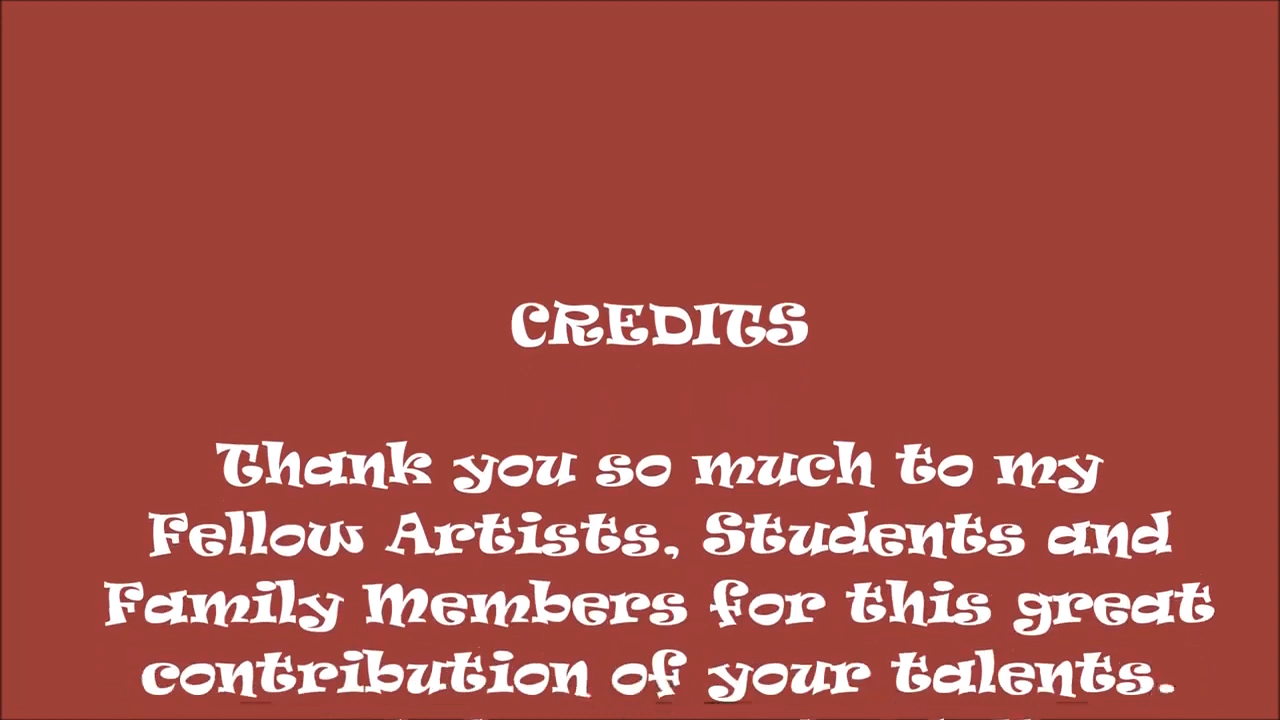 CREDITS
Thank you so much to my
Fellow Artists, Students and
Family Members for this great
contribution of your talents.